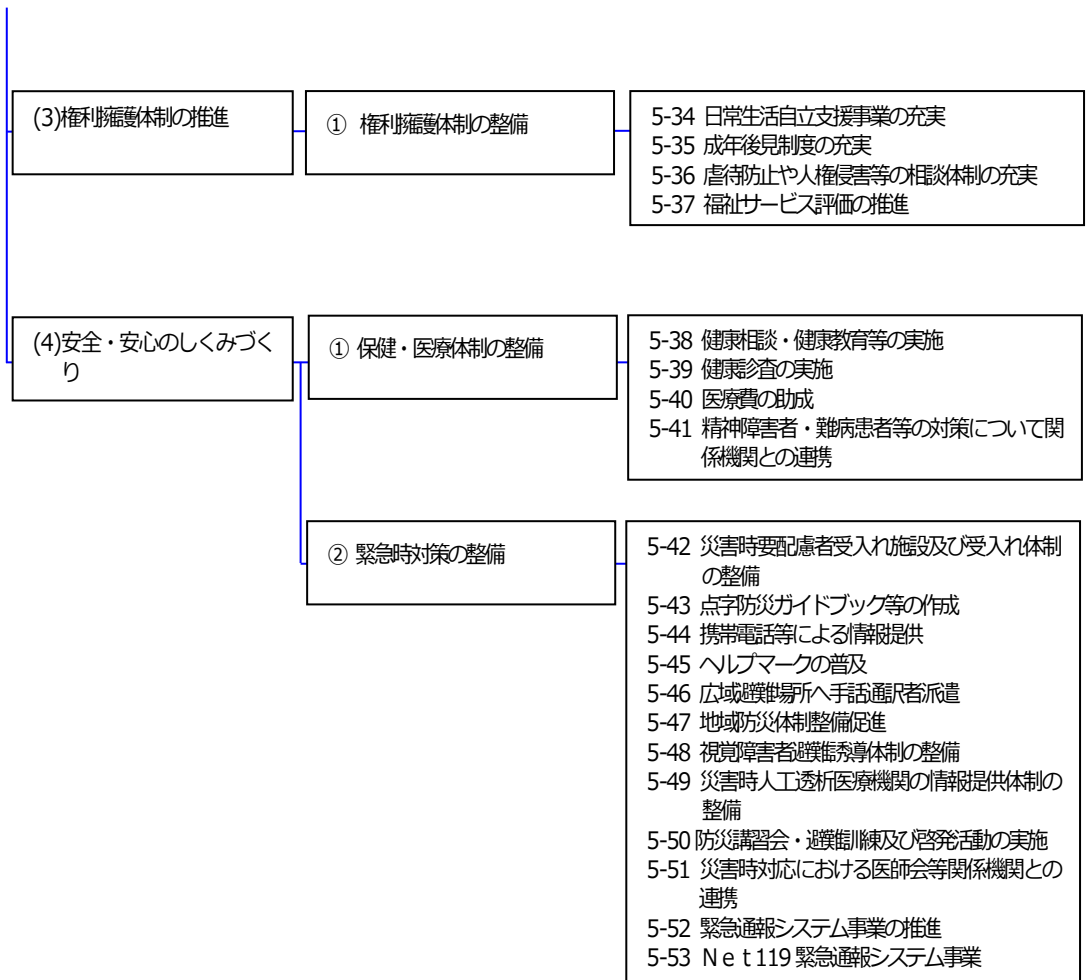 (3)権利擁護体制の推進
① 権利擁護体制の整備
5-34 日常生活自立支援事業の充実
5-35 成年後見制度の充実
5-36 虐待防止や人権侵害等の相談体制の充実
5-37 福祉サービス評価の推進
(4)安全・安心のしくみづく
り
① 保健・医療体制の整備
5-38 健康相談・健康教育等の実施
5-39 健康診査の実施
5-40 医療費の助成
5-41 精神障害者・難病患者等の対策について関
係機関との連携
② 緊急時対策の整備
5-42 災害時要配慮者受入れ施設及び受入れ体制
の整備
5-43 点字防災ガイドブック等の作成
5-44 携帯電話等による情報提供
5-45 ヘルプマークの普及
5-46 広域避難場所へ手話通訳者派遣
5-47 地域防災体制整備促進
5-48 視覚障害者避難誘導体制の整備
5-49 災害時人工透析医療機関の情報提供体制の
整備
5-50 防災講習会・避難訓練及び啓発活動の実施
5-51 災害時対応における医師会等関係機関との
連携
5-52 緊急通報システム事業の推進
5-53 Net119 緊急通報システム事業